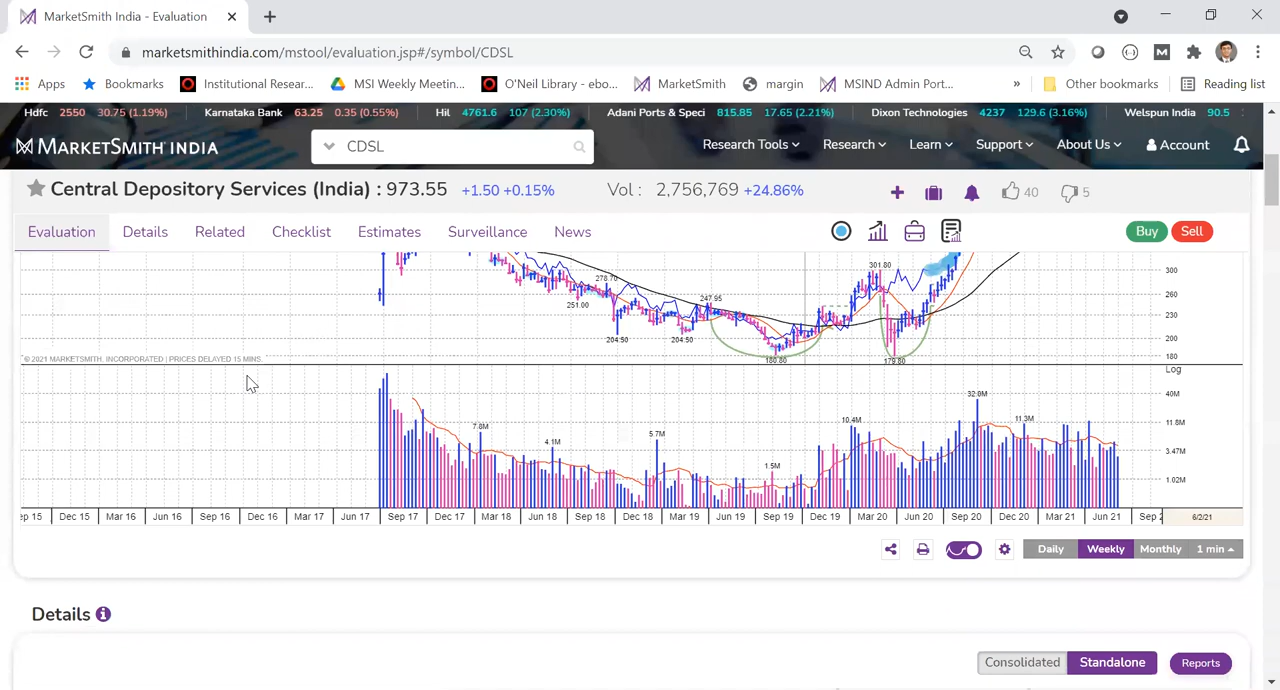 MarketSmith India - Evaluation
marketsmithindia.com/mstool/evaluation.jsp#/symbol/CDSL
Apps Bookmarks Institutional Resear... MSI Weekly Meetin... O'Neil Library - ebo... MarketSmith margin MSIND Admin Port... » Other bookmarks Reading list
Hdfc 2550 30.75 (1.19%) Karnataka Bank 63.25 0.35 (0.55%) Hil 4761.6 107 (2.30%) Adani Ports & Speci 815.85 17.65 (2.21%) Dixon Technologies 4237 129.6 (3.16%) Welspun India 90.5
MARKETSMITH INDIA CDSL Research Tools Research Learn Support About Us Account
Central Depository Services (India) : 973.55 +1.50 +0.15% Vol : 2,756,769 +24.86% 40 5
Evaluation Details Related Checklist Estimates Surveillance News Buy Sell
301.80 300
278.70
260
251.00 247.95
230
204.50 204.50 200
180.80 179.80 180
© 2021 MARKETSMITH, INCORPORATED | PRICES DELAYED 15 MINS.
Log
32.0M 40M
10.4M 11.3M 11.8M
7.8M 5.7M
4.1M 3.47M
1.5M 1.02M
ep 15 Dec 15 Mar 16 Jun 16 Sep 16 Dec 16 Mar 17 Jun 17 Sep 17 Dec 17 Mar 18 Jun 18 Sep 18 Dec 18 Mar 19 Jun 19 Sep 19 Dec 19 Mar 20 Jun 20 Sep 20 Dec 20 Mar 21 Jun 21 Sep 2 6/2/21
Daily Weekly Monthly 1 min
Details
Consolidated Standalone Reports